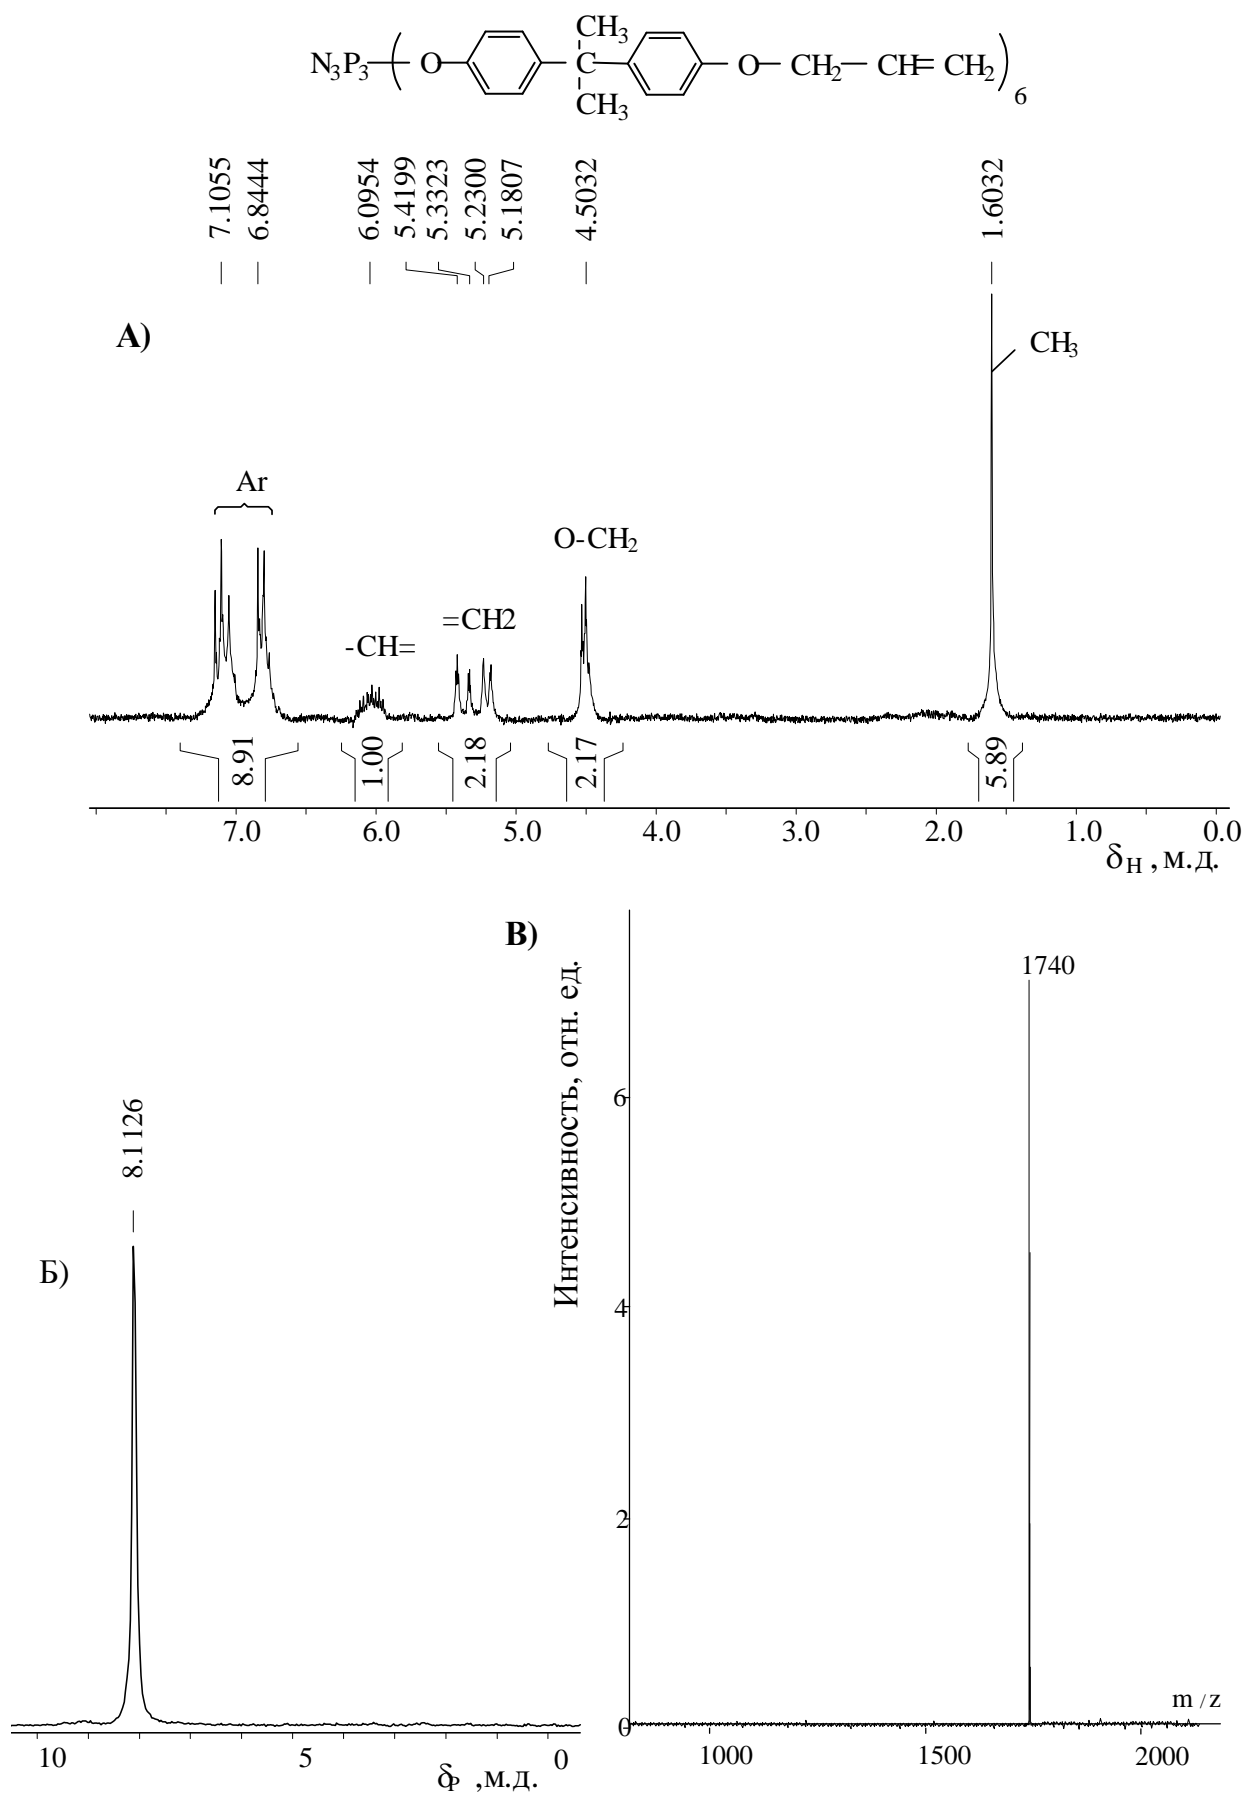 CH3
N3P3 ( O C O CH2 CH= CH2 )6
CH3
7.1055 6.8444 6.0954 5.4199 5.3323 5.2300 5.1807 4.5032 1.6032
А)
CH3
Ar
O-CH2
=CH2
-CH=
8.91 1.00 2.18 2.17 5.89
7.0 6.0 5.0 4.0 3.0 2.0 1.0 0.0
δH , м.д.
В)
Интенсивность, отн. ед.
1740
6
4
2
0
m / z
1000 1500 2000
8.1126
Б)
10 5 0
δP , м.д.